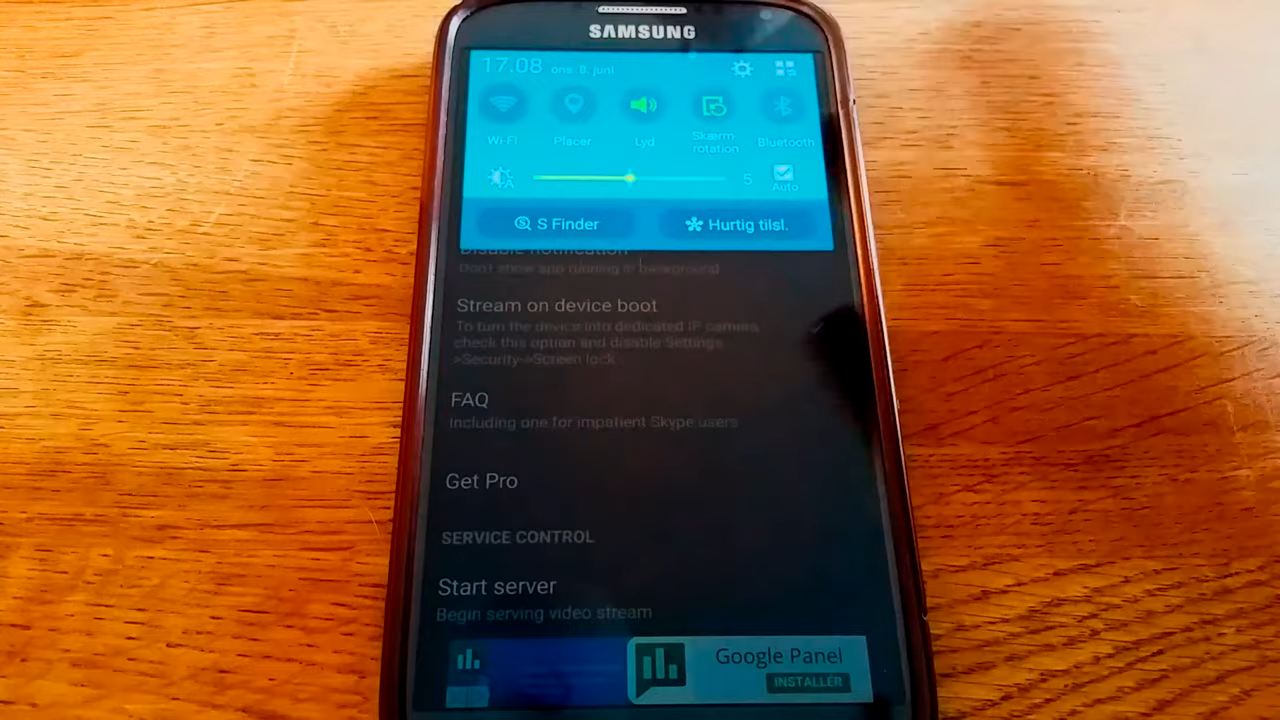 SAMSUNG
17.08 ons. 8. juni
Wi-Fi
Placer
Lyd
Skærm-
rotation
Bluetooth
5
Auto
S Finder
Hurtig tilsl.
Disable notification
Don't show app running in background
Stream on device boot
To turn the device into dedicated IP camera,
check this option and disable Settings
->Security->Screen lock
FAQ
Including one for impatient Skype users
Get Pro
SERVICE CONTROL
Start server
Begin serving video stream
Google Panel
INSTALLÉR